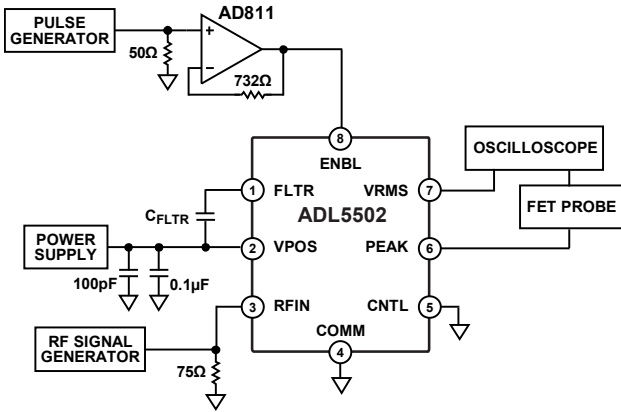 AD811
PULSE
GENERATOR
50Ω
+
−
732Ω
8
ENBL
OSCILLOSCOPE
1
FLTR
VRMS
7
CFLTR
ADL5502
FET PROBE
POWER
SUPPLY
2
VPOS
PEAK
6
100pF
0.1µF
3
RFIN
CNTL
5
RF SIGNAL
GENERATOR
COMM
4
75Ω